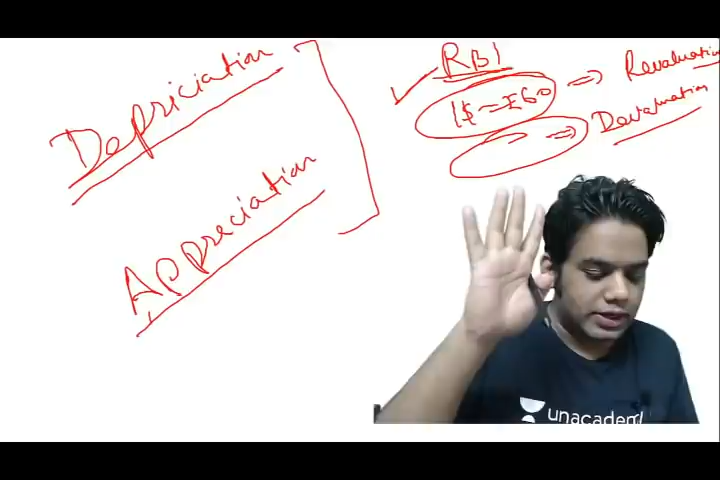 Depriciation
Appreciation
RBI
1$ = ₹60 => Revaluation
=> Devaluation
unacademy